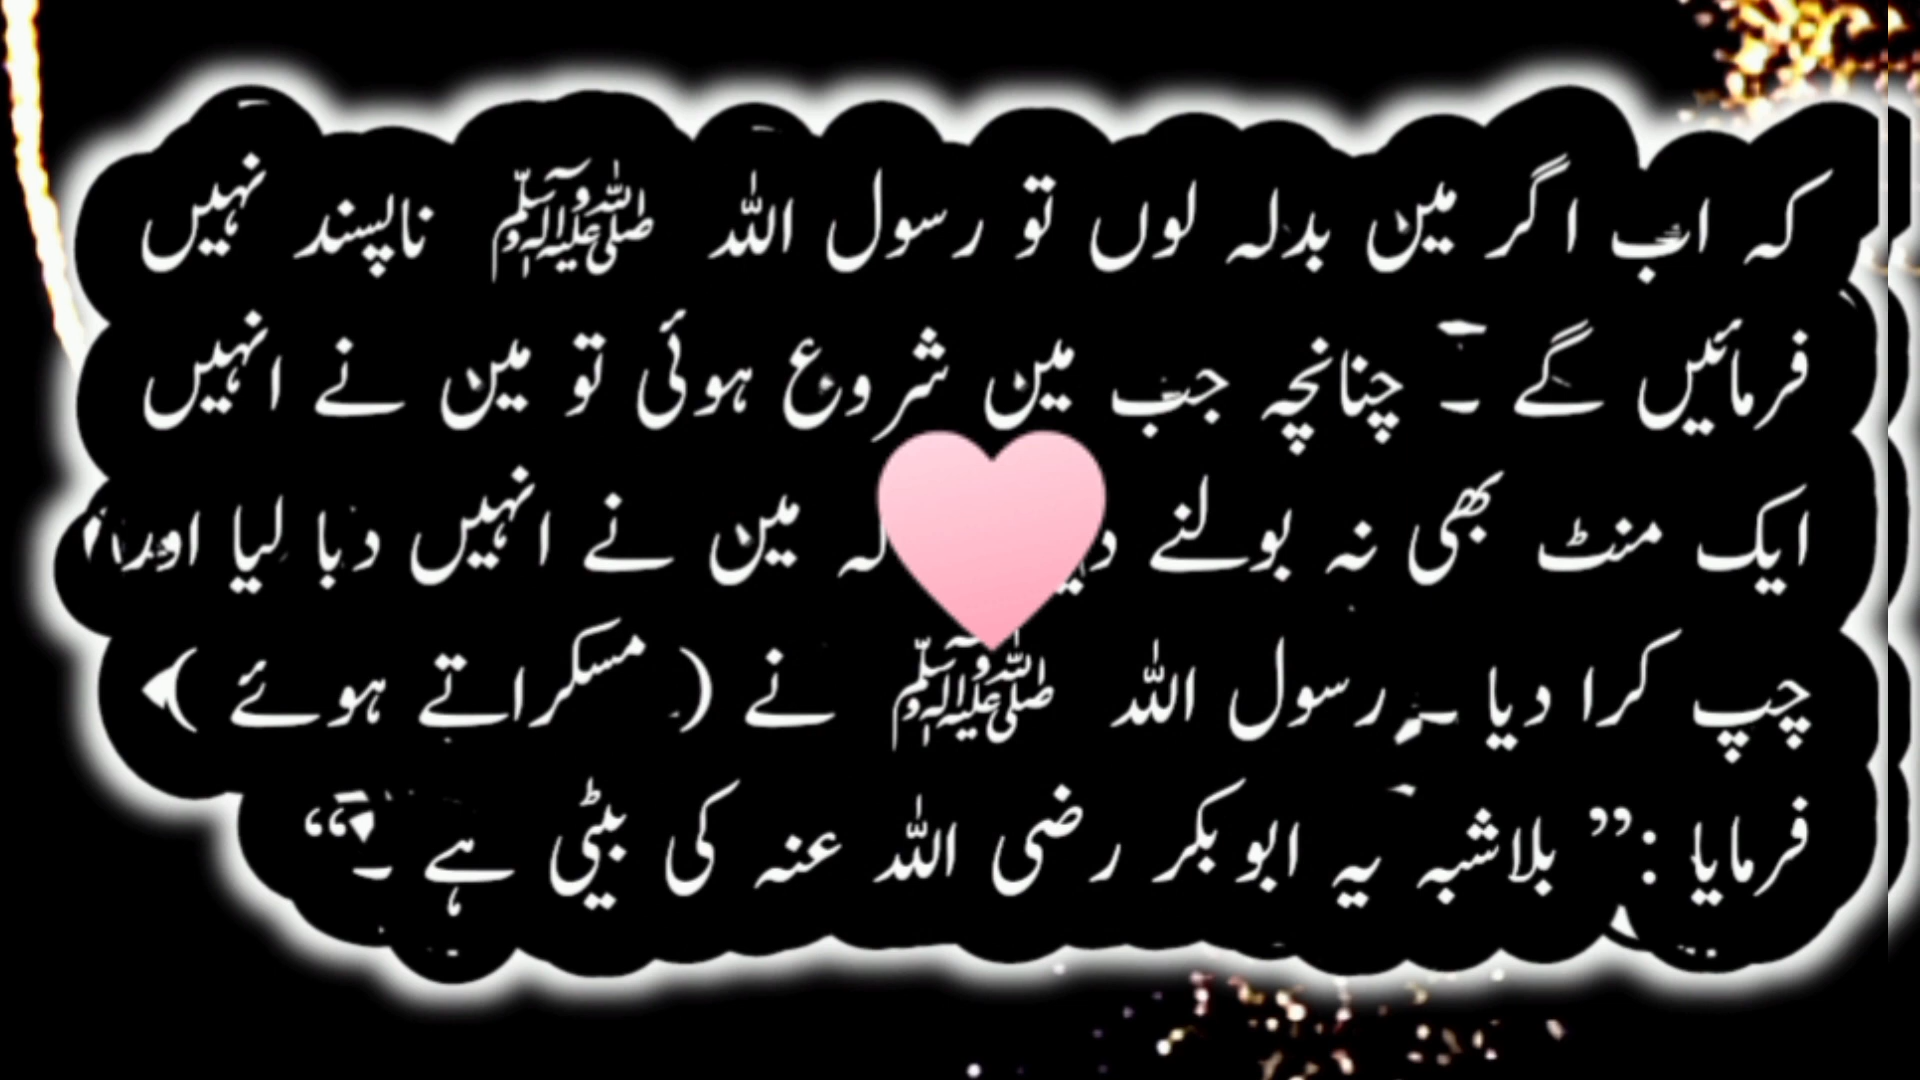 کہ اب اگر میں بدلہ لوں تو رسول اللہ ﷺ ناپسند نہیں
فرمائیں گے ۔ چنانچہ جب میں شروع ہوئی تو میں نے انہیں
ایک منٹ بھی نہ بولنے میں نے انہیں دبا لیا اور
چپ کرا دیا ۔ رسول اللہ ﷺ نے ( مسکراتے ہوئے )
فرمایا :” بلاشبہ یہ ابوبکر رضی اللہ عنہ کی بیٹی ہے ۔“